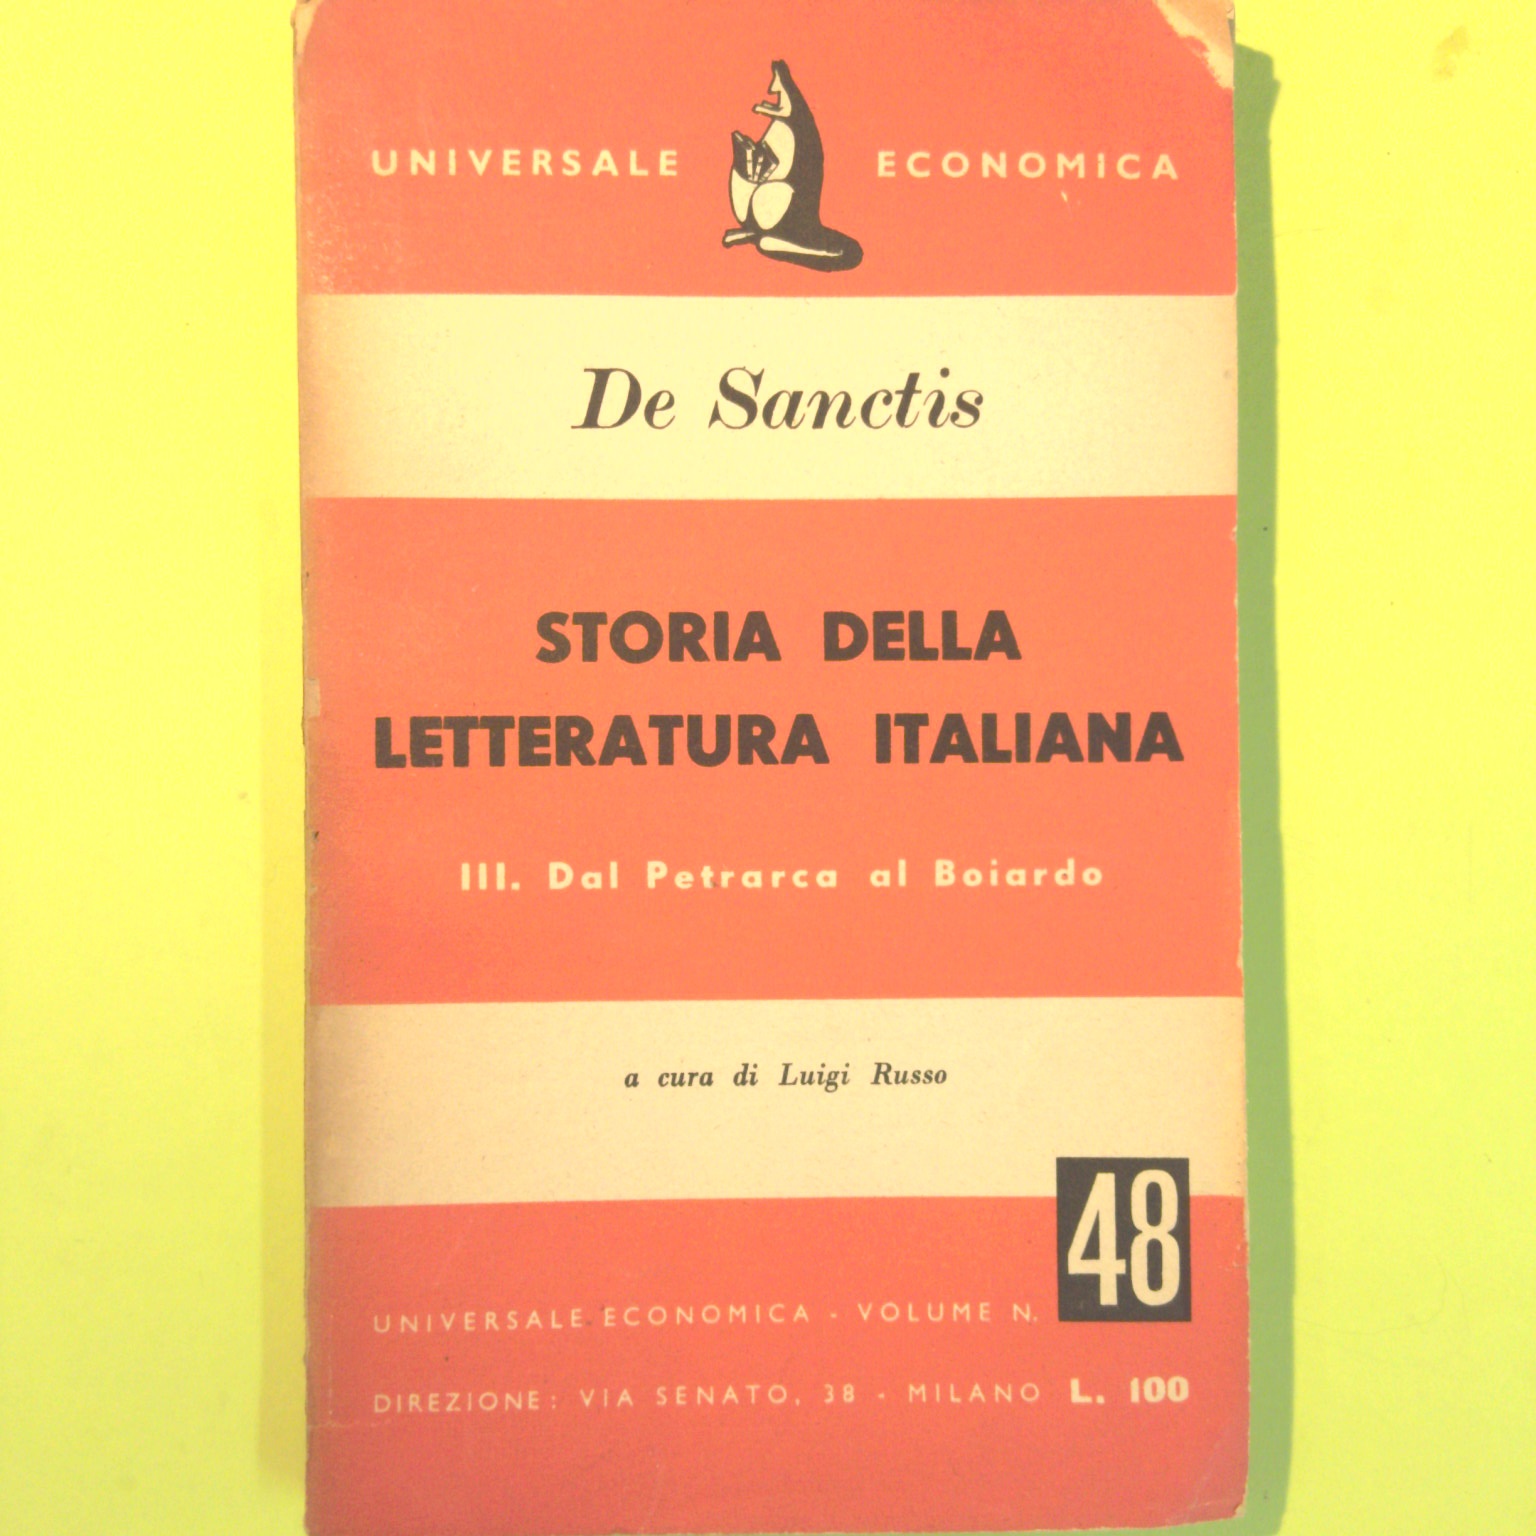 UNIVERSALE ECONOMICA
De Sanctis
STORIA DELLA
LETTERATURA ITALIANA
III. Dal Petrarca al Boiardo
a cura di Luigi Russo
48
UNIVERSALE ECONOMICA - VOLUME N.
DIREZIONE: VIA SENATO, 38 - MILANO L. 100